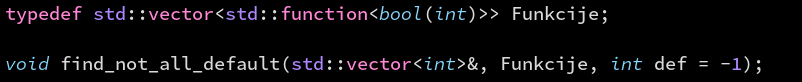 typedef std::vector<std::function<bool(int)>> Funkcije;
void find_not_all_default(std::vector<int>&, Funkcije, int def = -1);